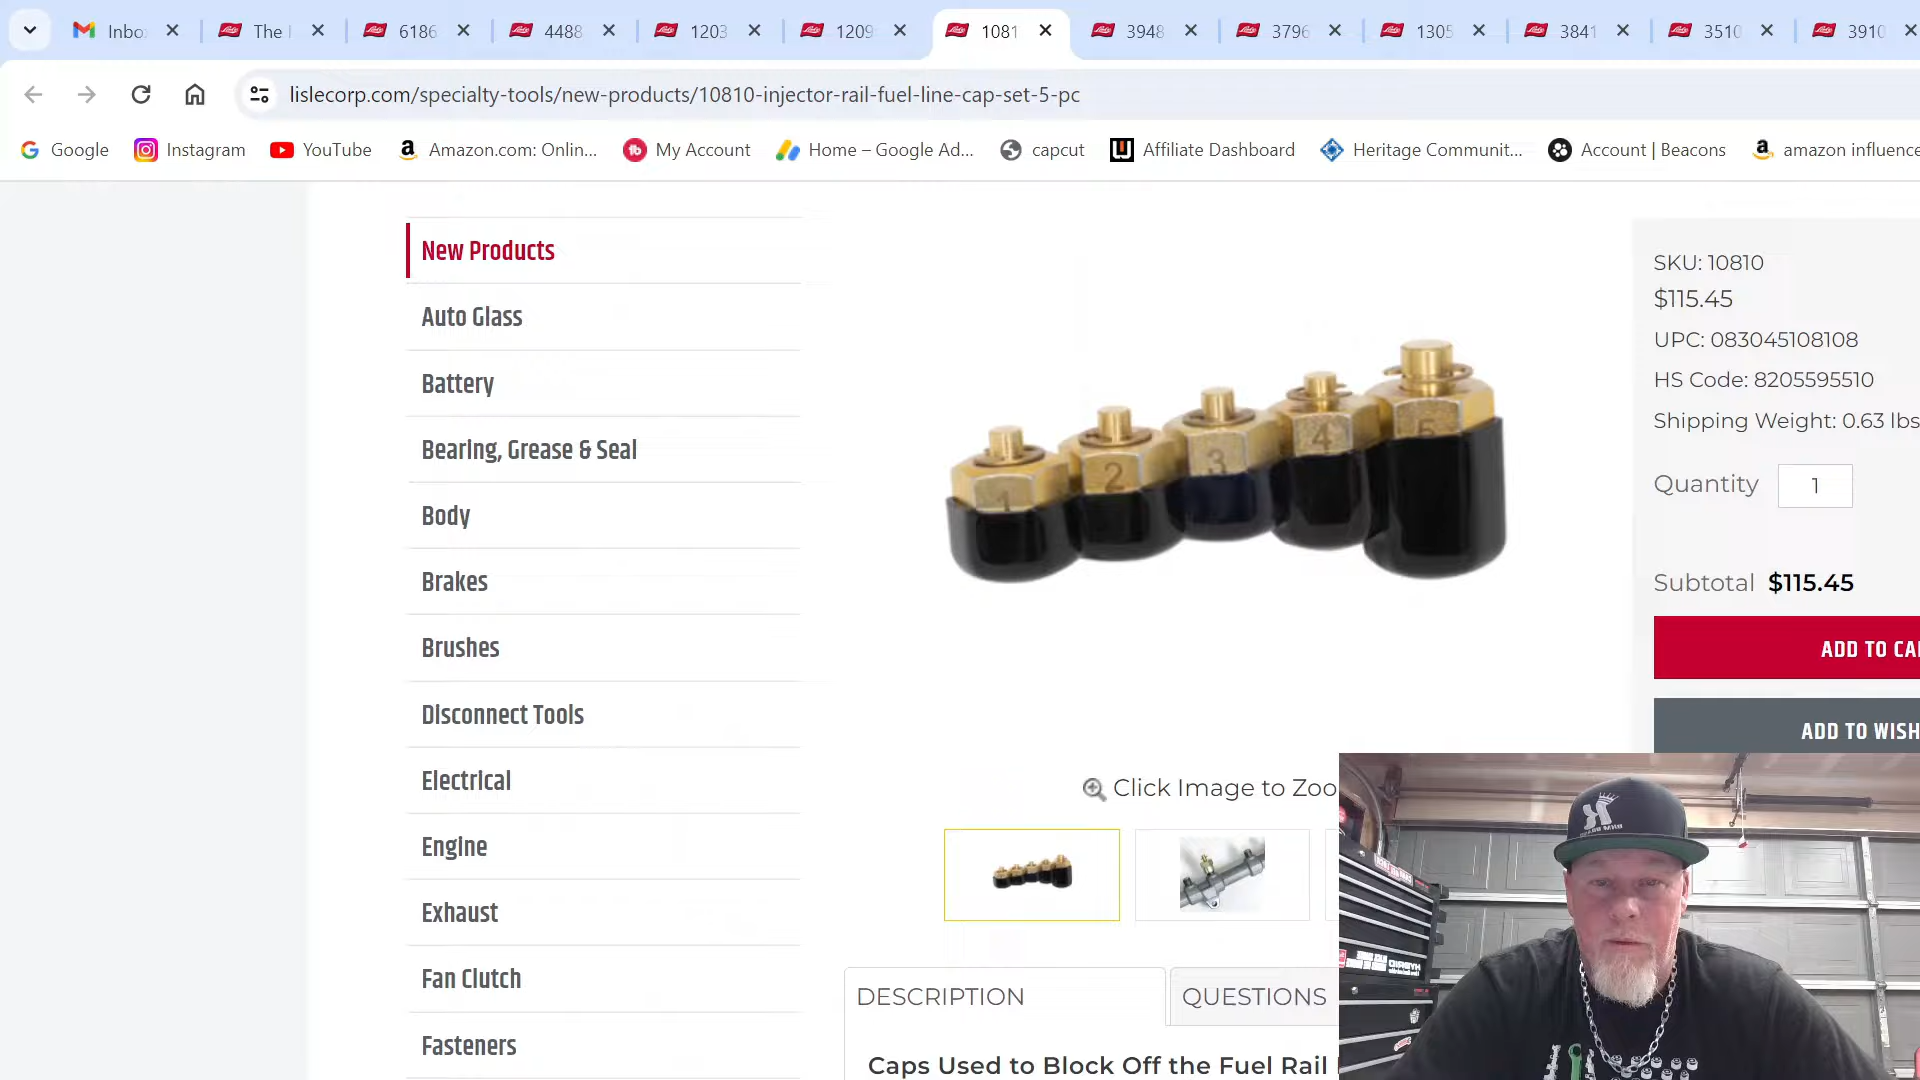 Inbo
The
6186
4488
1203
1209
1081
3948
3796
1305
3841
3510
3910
lislecorp.com/specialty-tools/new-products/10810-injector-rail-fuel-line-cap-set-5-pc
Google
Instagram
YouTube
Amazon.com: Onlin...
My Account
Home – Google Ad...
capcut
Affiliate Dashboard
Heritage Communit...
Account | Beacons
amazon influence
New Products
Auto Glass
Battery
Bearing, Grease & Seal
Body
Brakes
Brushes
Disconnect Tools
Electrical
Engine
Exhaust
Fan Clutch
Fasteners
1
2
3
4
5
Click Image to Zoo
DESCRIPTION
QUESTIONS
Caps Used to Block Off the Fuel Rail
SKU: 10810
$115.45
UPC: 083045108108
HS Code: 8205595510
Shipping Weight: 0.63 lbs
Quantity 1
Subtotal $115.45
ADD TO CA
ADD TO WISH